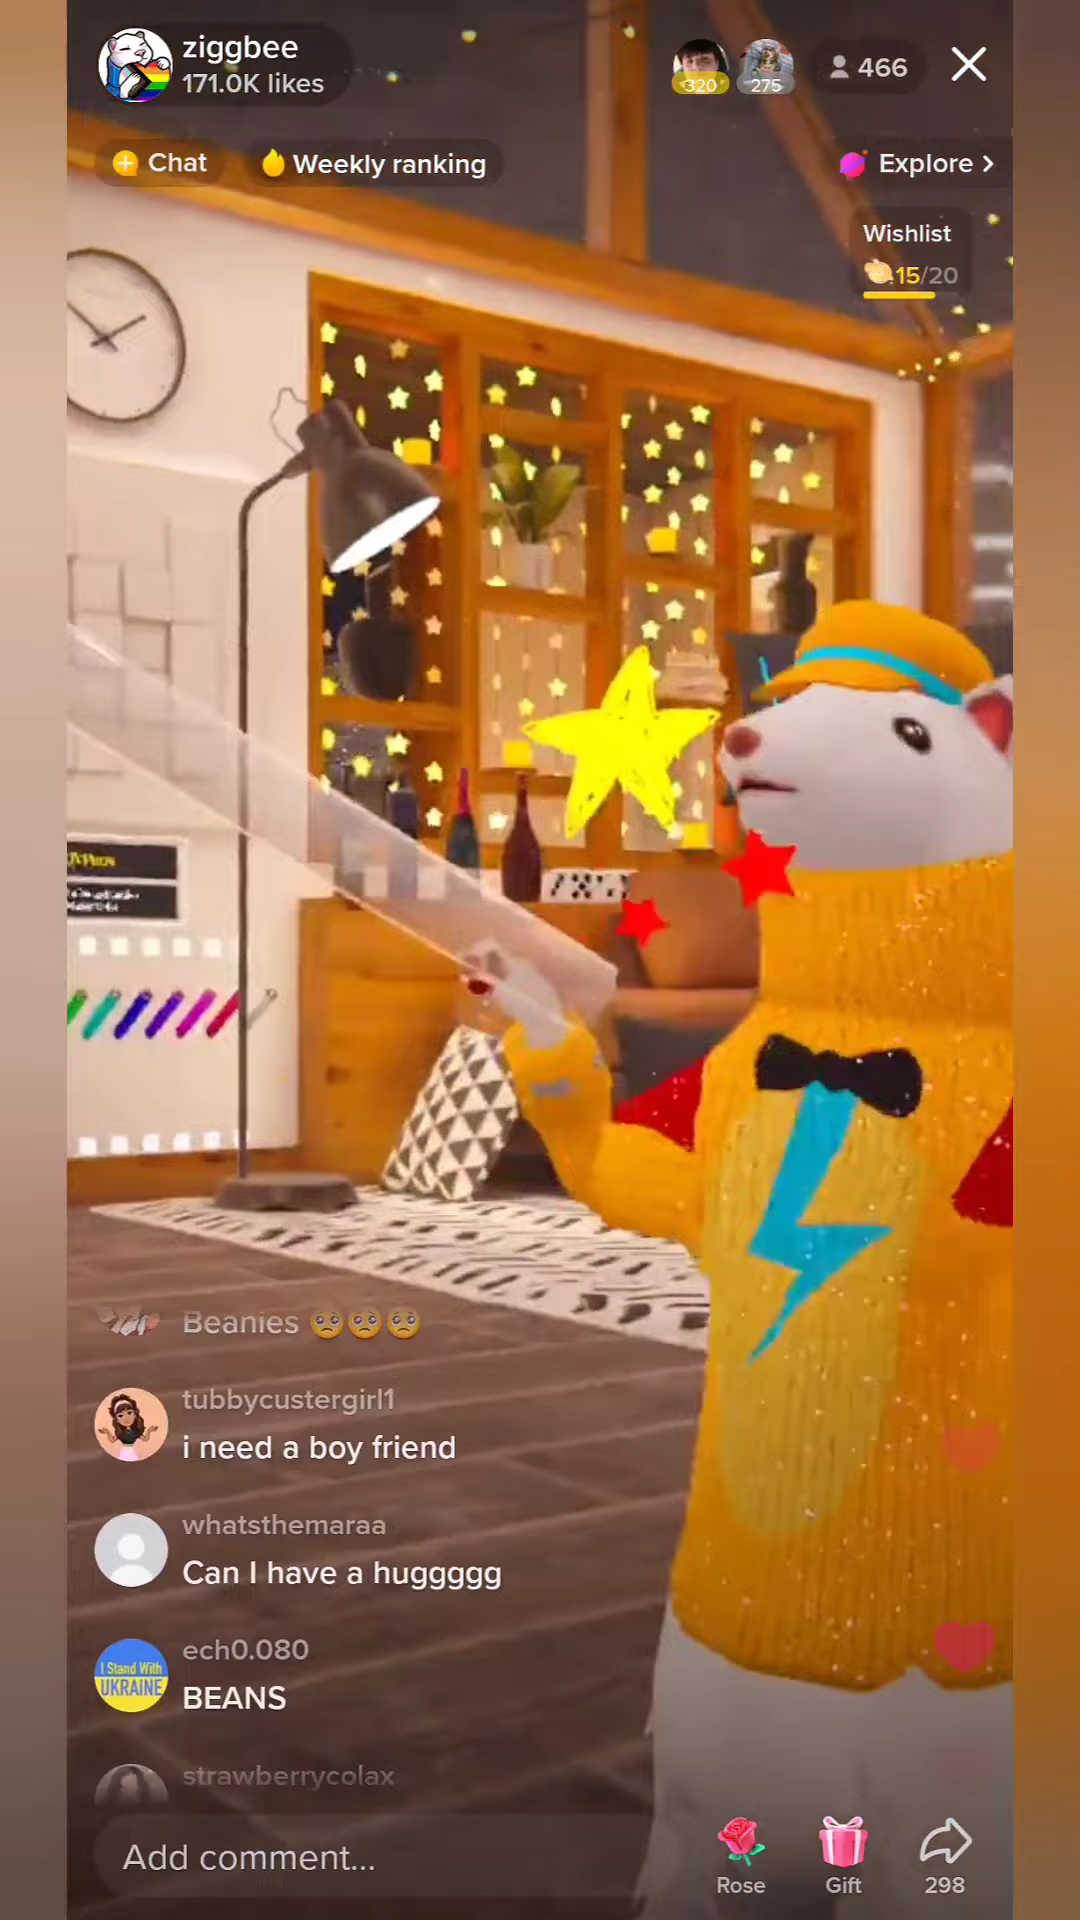 ziggbee
171.0K likes
320
275
466
Chat
Weekly ranking
Explore >
Wishlist
15/20
Beanies 🥺🥺🥺
tubbycustergirl1
i need a boy friend
whatsthemaraa
Can I have a huggggg
I Stand With
UKRAINE
ech0.080
BEANS
strawberrycolax
Add comment...
Rose
Gift
298